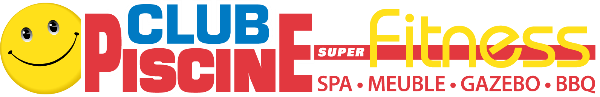 CLUB
PISCINE
SUPER Fitness
SPA • MEUBLE • GAZEBO • BBQ